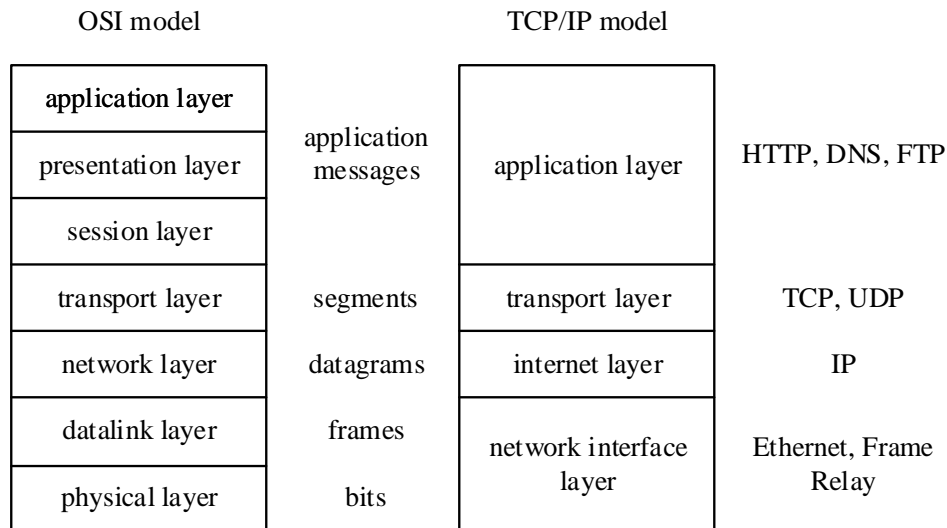 OSI model
TCP/IP model
application layer
presentation layer
session layer
transport layer
network layer
datalink layer
physical layer
application
messages
segments
datagrams
frames
bits
application layer
transport layer
internet layer
network interface
layer
HTTP, DNS, FTP
TCP, UDP
IP
Ethernet, Frame
Relay